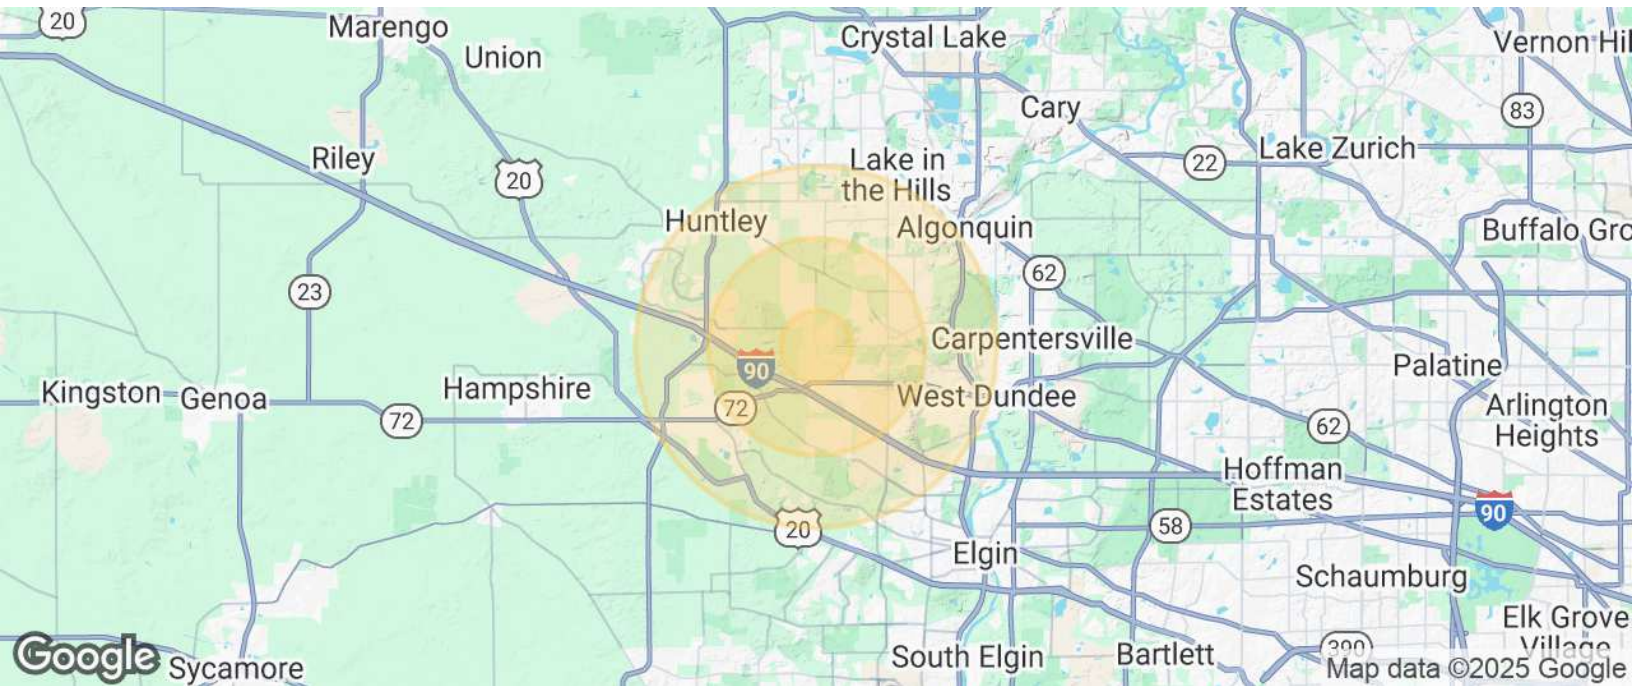 20
Marengo
Union
Crystal Lake
Vernon Hil
Cary
83
Riley
20
Lake in
the Hills
22
Lake Zurich
Huntley
Algonquin
Buffalo Gro
23
62
Carpentersville
90
Palatine
Kingston
Genoa
Hampshire
72
72
West Dundee
62
Arlington
Heights
Hoffman
Estates
90
20
58
Elgin
Schaumburg
Elk Grove
Village
390
Google
Sycamore
South Elgin
Bartlett
Map data ©2025 Google